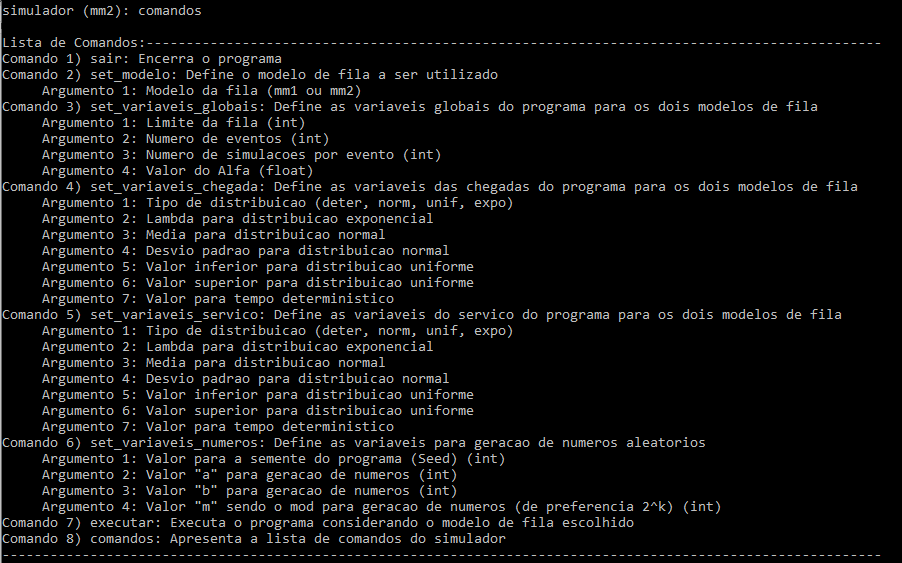 simulador (mm2): comandos
Lista de Comandos:--------------------------------------------------------------------------------------------
Comando 1) sair: Encerra o programa
Comando 2) set_modelo: Define o modelo de fila a ser utilizado
Argumento 1: Modelo da fila (mm1 ou mm2)
Comando 3) set_variaveis_globais: Define as variaveis globais do programa para os dois modelos de fila
Argumento 1: Limite da fila (int)
Argumento 2: Numero de eventos (int)
Argumento 3: Numero de simulacoes por evento (int)
Argumento 4: Valor do Alfa (float)
Comando 4) set_variaveis_chegada: Define as variaveis das chegadas do programa para os dois modelos de fila
Argumento 1: Tipo de distribuicao (deter, norm, unif, expo)
Argumento 2: Lambda para distribuicao exponencial
Argumento 3: Media para distribuicao normal
Argumento 4: Desvio padrao para distribuicao normal
Argumento 5: Valor inferior para distribuicao uniforme
Argumento 6: Valor superior para distribuicao uniforme
Argumento 7: Valor para tempo deterministico
Comando 5) set_variaveis_servico: Define as variaveis do servico do programa para os dois modelos de fila
Argumento 1: Tipo de distribuicao (deter, norm, unif, expo)
Argumento 2: Lambda para distribuicao exponencial
Argumento 3: Media para distribuicao normal
Argumento 4: Desvio padrao para distribuicao normal
Argumento 5: Valor inferior para distribuicao uniforme
Argumento 6: Valor superior para distribuicao uniforme
Argumento 7: Valor para tempo deterministico
Comando 6) set_variaveis_numeros: Define as variaveis para geracao de numeros aleatorios
Argumento 1: Valor para a semente do programa (Seed) (int)
Argumento 2: Valor "a" para geracao de numeros (int)
Argumento 3: Valor "b" para geracao de numeros (int)
Argumento 4: Valor "m" sendo o mod para geracao de numeros (de preferencia 2^k) (int)
Comando 7) executar: Executa o programa considerando o modelo de fila escolhido
Comando 8) comandos: Apresenta a lista de comandos do simulador
--------------------------------------------------------------------------------------------------------------